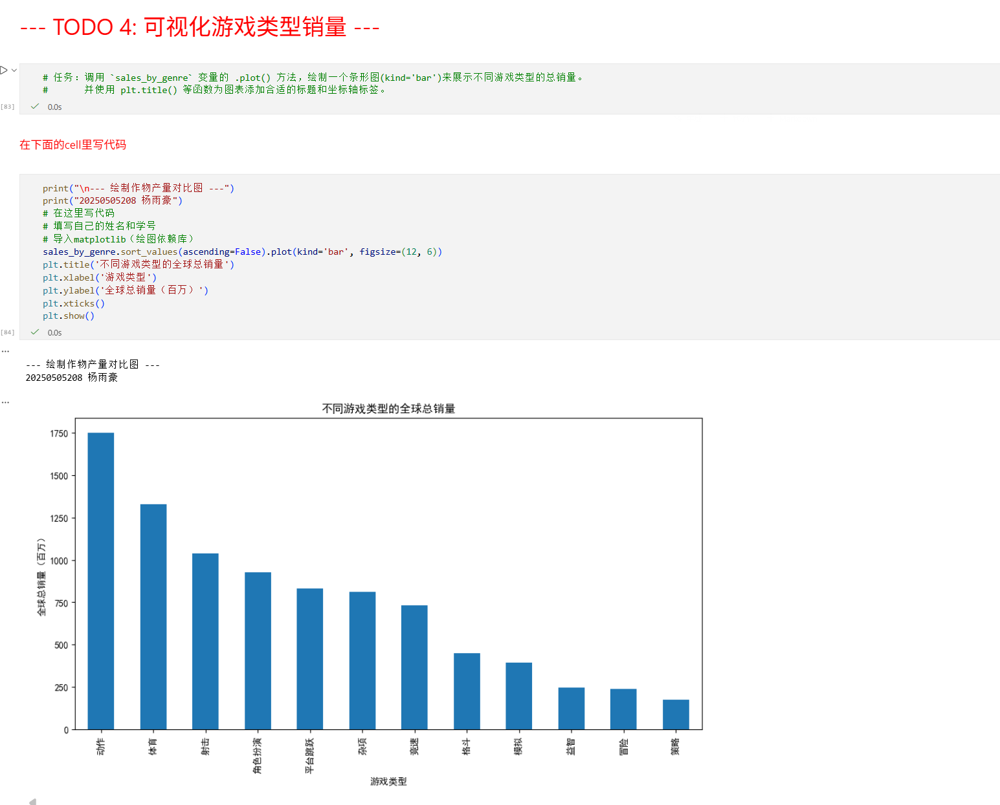 --- TODO 4: 可视化游戏类型销量 ---
# 任务：调用 `sales_by_genre` 变量的 .plot() 方法，绘制一个条形图(kind='bar')来展示不同游戏类型的总销量。
#       并使用 plt.title() 等函数为图表添加合适的标题和坐标轴标签。
[83]
0.0s
在下面的cell里写代码
print("\n--- 绘制作物产量对比图 ---")
print("20250505208 杨雨豪")
# 在这里写代码
# 填写自己的姓名和学号
# 导入matplotlib（绘图依赖库）
sales_by_genre.sort_values(ascending=False).plot(kind='bar', figsize=(12, 6))
plt.title('不同游戏类型的全球总销量')
plt.xlabel('游戏类型')
plt.ylabel('全球总销量（百万）')
plt.xticks()
plt.show()
[84]
0.0s
...
--- 绘制作物产量对比图 ---
20250505208 杨雨豪
...
不同游戏类型的全球总销量
全球总销量（百万）
1750
1500
1250
1000
750
500
250
0
动作
体育
射击
角色扮演
平台跳跃
杂项
竞速
格斗
模拟
益智
冒险
策略
游戏类型